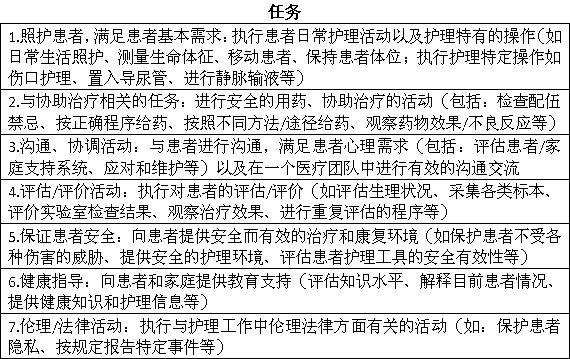 任务
1.照护患者，满足患者基本需求：执行患者日常护理活动以及护理特有的操作（如
日常生活照护、测量生命体征、移动患者、保持患者体位；执行护理特定操作如
伤口护理、置入导尿管、进行静脉输液等）
2.与协助治疗相关的任务：进行安全的用药、协助治疗的活动（包括：检查配伍
禁忌、按正确程序给药、按照不同方法/途径给药、观察药物效果/不良反应等）
3.沟通、协调活动：与患者进行沟通，满足患者心理需求（包括：评估患者/家
庭支持系统、应对和维护等）以及在一个医疗团队中进行有效的沟通交流
4.评估/评价活动：执行对患者的评估/评价（如评估生理状况、采集各类标本、
评价实验室检查结果、观察治疗效果、进行重复评估的程序等）
5.保证患者安全：向患者提供安全而有效的治疗和康复环境（如保护患者不受各
种伤害的威胁、提供安全的护理环境、评估患者护理工具的安全有效性等）
6.健康指导：向患者和家庭提供教育支持（评估知识水平、解释目前患者情况、
提供健康知识和护理信息等）
7.伦理/法律活动：执行与护理工作中伦理法律方面有关的活动（如：保护患者
隐私、按规定报告特定事件等）